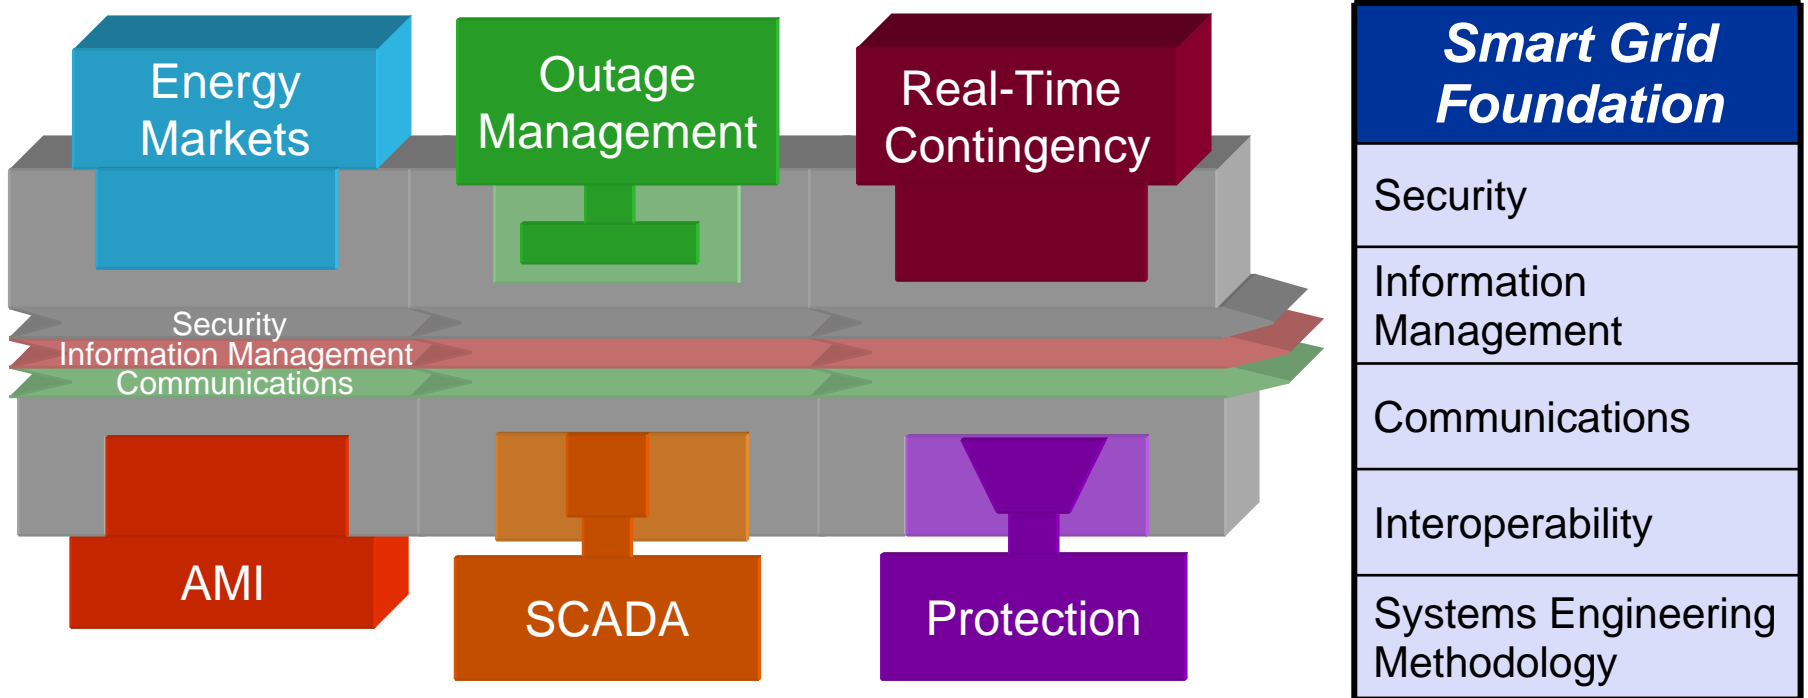 Energy
Markets
Outage
Management
Real-Time
Contingency
Security
Information Management
Communications
AMI
SCADA
Protection
Smart Grid
Foundation
Security
Information
Management
Communications
Interoperability
Systems Engineering
Methodology